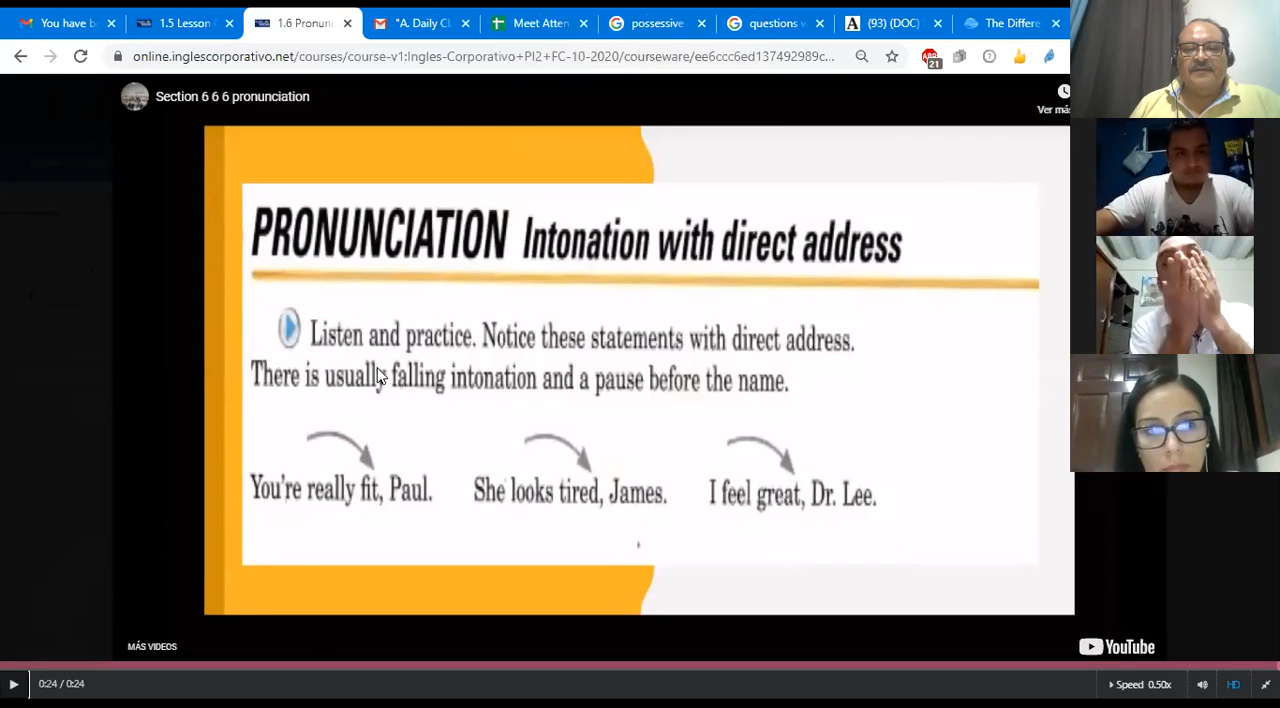 You have b
1.5 Lesson
1.6 Pronun
"A. Daily Cl
Meet Atten
possessive
questions w
(93) (DOC)
The Differe
online.inglescorporativo.net/courses/course-v1:Ingles-Corporativo+PI2+FC-10-2020/courseware/ee6ccc6ed137492989c...
21
Section 6 6 6 pronunciation
Ver más
PRONUNCIATION Intonation with direct address
Listen and practice. Notice these statements with direct address.
There is usually falling intonation and a pause before the name.
You're really fit, Paul. She looks tired, James. I feel great, Dr. Lee.
MÁS VIDEOS
YouTube
0:24 / 0:24
Speed 0.50x
HD